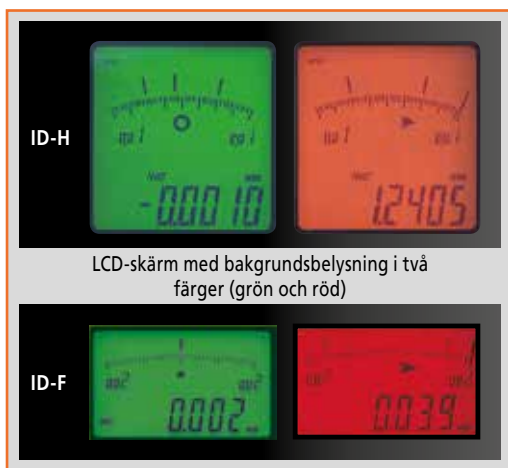 ID-H
-0.0010
1.2405
LCD-skärm med bakgrundsbelysning i två
färger (grön och röd)
ID-F
0.002
0.039